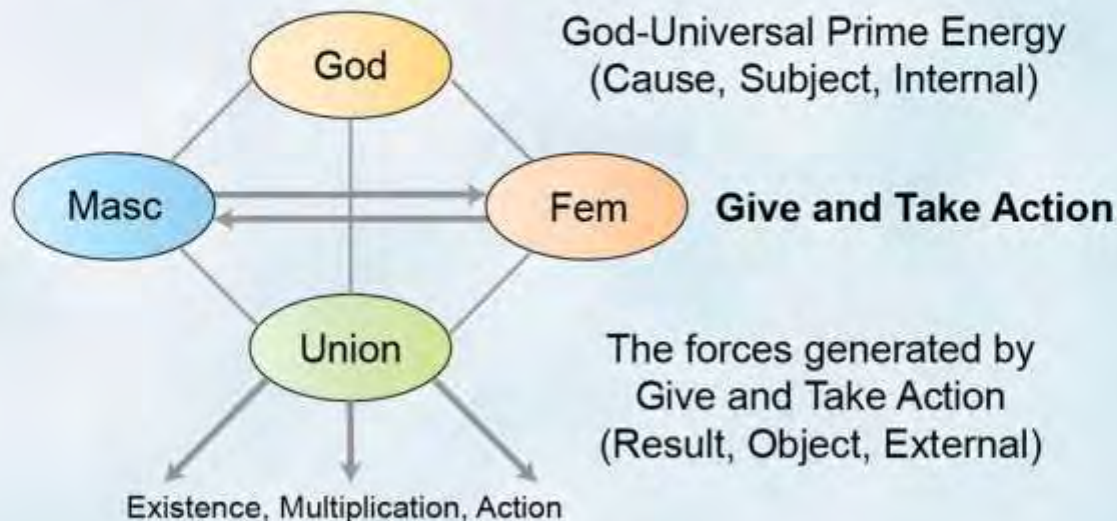 God
God-Universal Prime Energy
(Cause, Subject, Internal)
Masc
Fem
Give and Take Action
Union
The forces generated by
Give and Take Action
(Result, Object, External)
Existence, Multiplication, Action